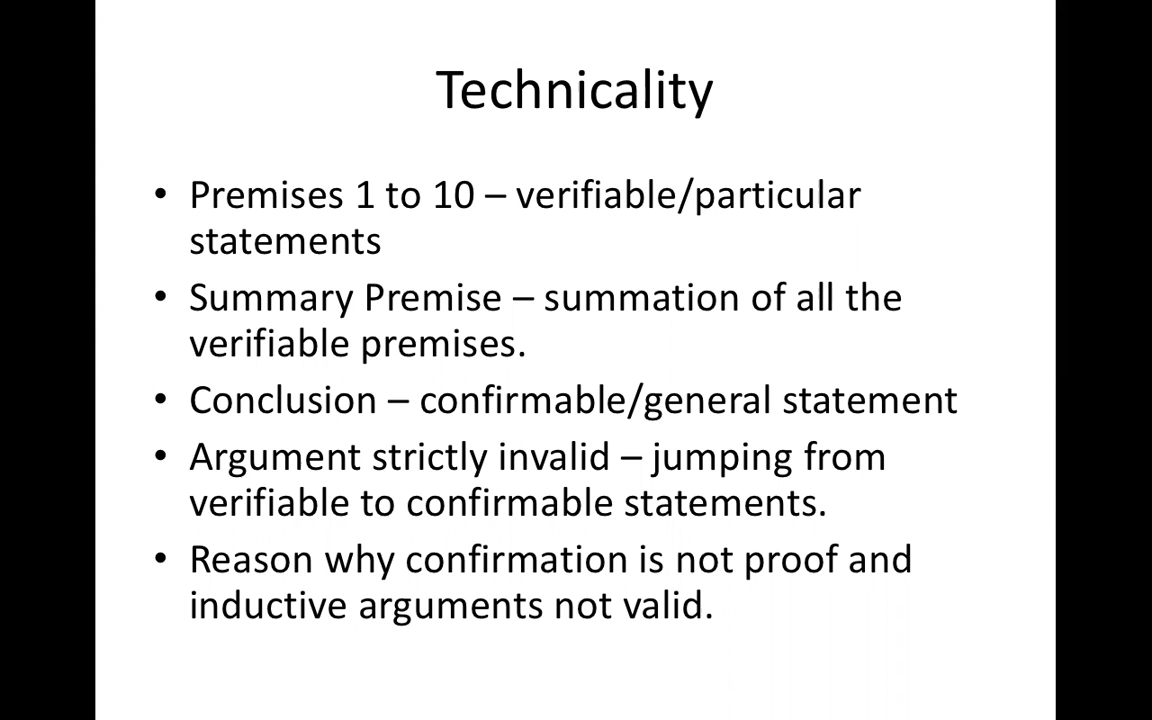 Technicality
• Premises 1 to 10 – verifiable/particular
statements
• Summary Premise – summation of all the
verifiable premises.
• Conclusion – confirmable/general statement
• Argument strictly invalid – jumping from
verifiable to confirmable statements.
• Reason why confirmation is not proof and
inductive arguments not valid.